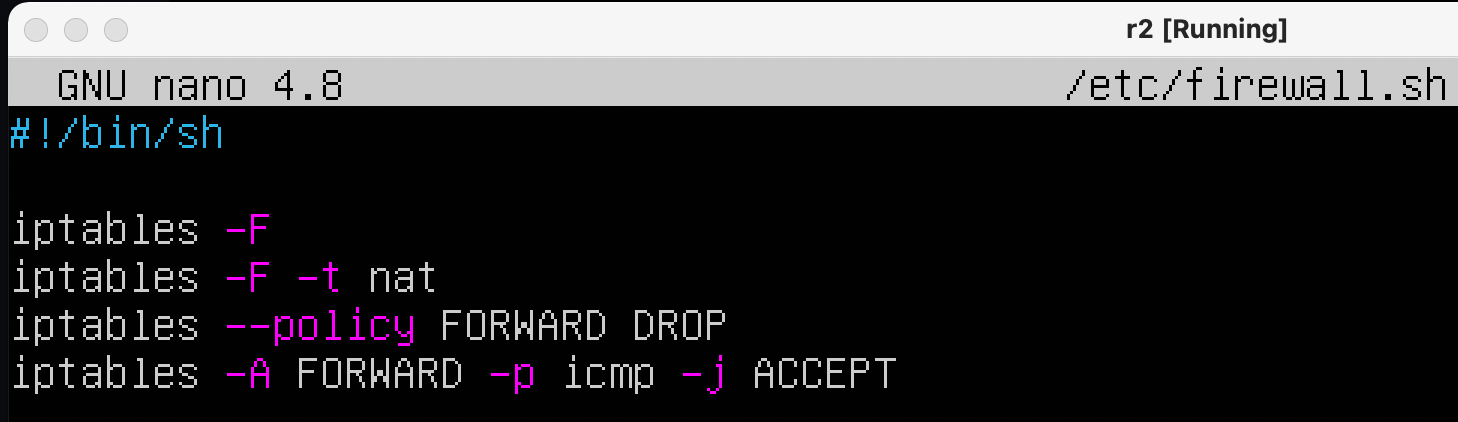 r2 [Running]
GNU nano 4.8 /etc/firewall.sh
#!/bin/sh
iptables -F
iptables -F -t nat
iptables --policy FORWARD DROP
iptables -A FORWARD -p icmp -j ACCEPT